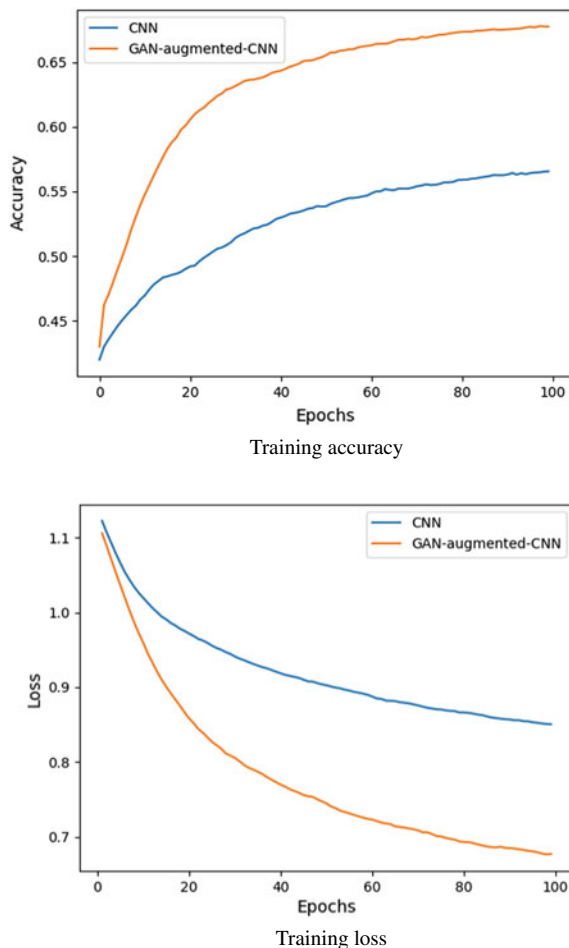 CNN
GAN-augmented-CNN
0.65
0.60
0.55
0.50
0.45
Accuracy
0 20 40 60 80 100
Epochs
Training accuracy
CNN
GAN-augmented-CNN
1.1
1.0
0.9
0.8
0.7
Loss
0 20 40 60 80 100
Epochs
Training loss